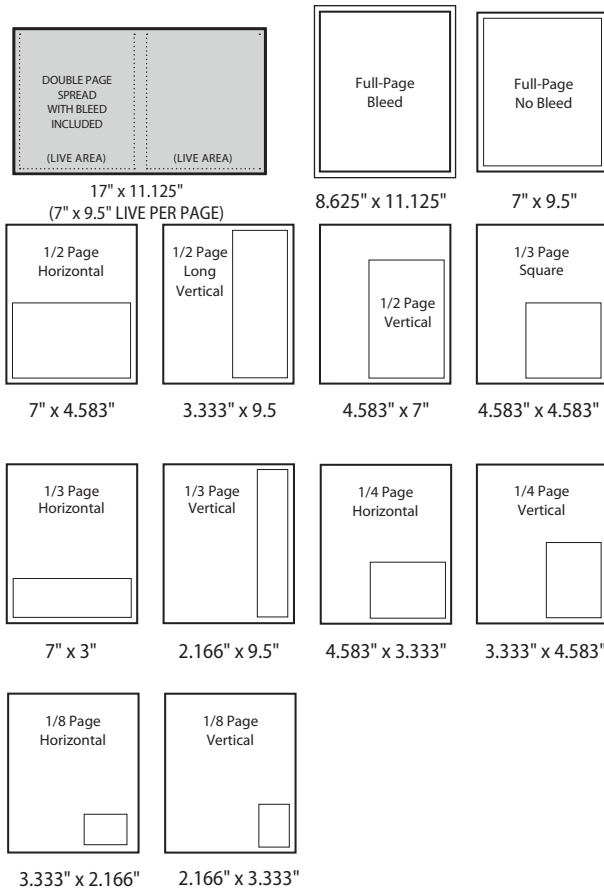 DOUBLE PAGE
SPREAD
WITH BLEED
INCLUDED
(LIVE AREA)
(LIVE AREA)
17" x 11.125"
(7" x 9.5" LIVE PER PAGE)
Full-Page
Bleed
8.625" x 11.125"
Full-Page
No Bleed
7" x 9.5"
1/2 Page
Horizontal
7" x 4.583"
1/2 Page
Long
Vertical
3.333" x 9.5
1/2 Page
Vertical
4.583" x 7"
1/3 Page
Square
4.583" x 4.583"
1/3 Page
Horizontal
7" x 3"
1/3 Page
Vertical
2.166" x 9.5"
1/4 Page
Horizontal
4.583" x 3.333"
1/4 Page
Vertical
3.333" x 4.583"
1/8 Page
Horizontal
3.333" x 2.166"
1/8 Page
Vertical
2.166" x 3.333"